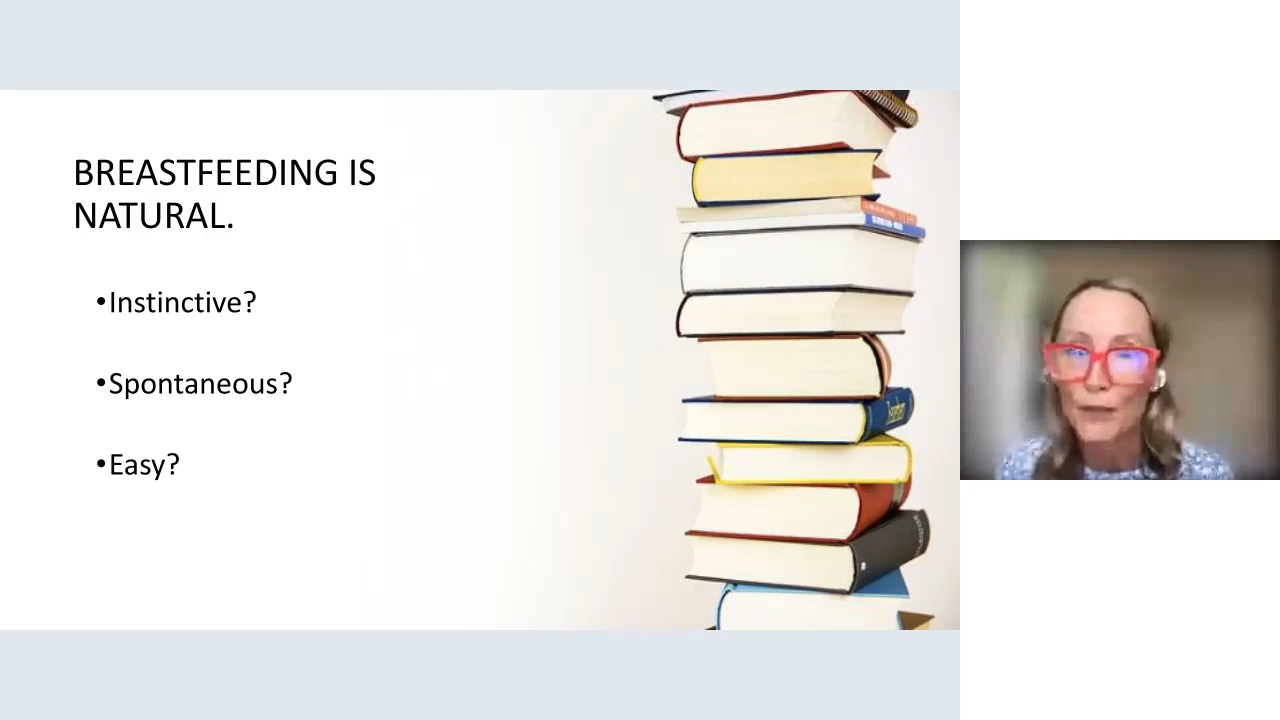 BREASTFEEDING IS
NATURAL.
•Instinctive?
•Spontaneous?
•Easy?